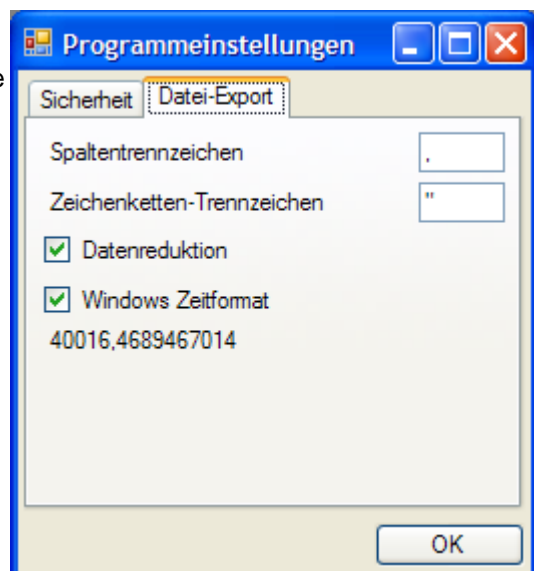 Programmeinstellungen
e
Sicherheit Datei-Export
Spaltentrennzeichen ,
Zeichenketten-Trennzeichen "
Datenreduktion
Windows Zeitformat
40016,4689467014
OK